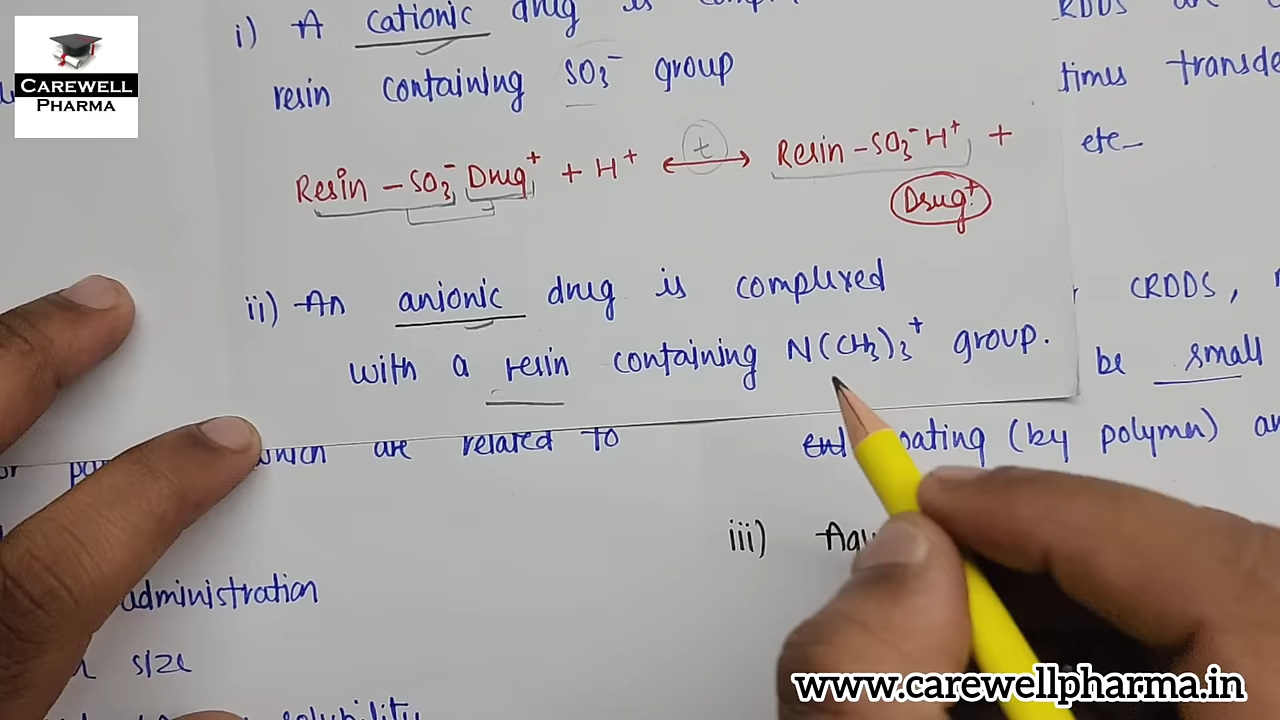 CAREWELL
PHARMA
i) A cationic drug is
resin containing SO₃⁻ group
Resin - SO₃⁻ Drug⁺ + H⁺ ⟷ Resin - SO₃⁻ H⁺ +
Drug⁺
ii) An anionic drug is complexed
with a resin containing N(CH₃)₃⁺ group.
times
etc-
CRDDS,
be small
which are related to
coating (by polymer)
iii)
administration
size
solubility
www.carewellpharma.in